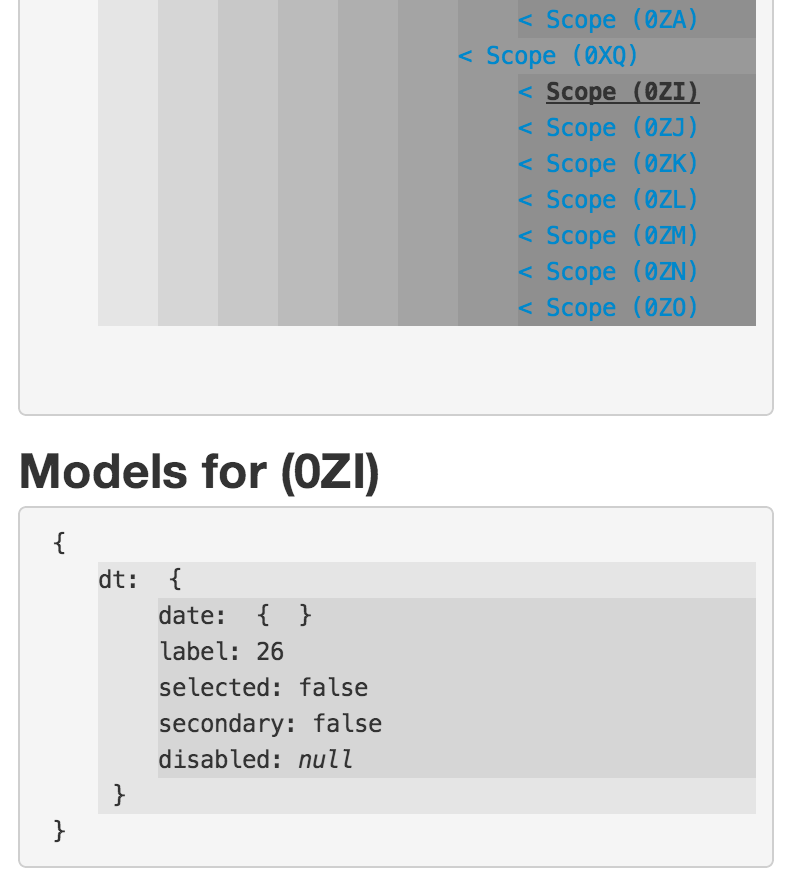 < Scope (0ZA)
< Scope (0XQ)
< Scope (0ZI)
< Scope (0ZJ)
< Scope (0ZK)
< Scope (0ZL)
< Scope (0ZM)
< Scope (0ZN)
< Scope (0ZO)
Models for (0ZI)
{
dt: {
date: { }
label: 26
selected: false
secondary: false
disabled: null
}
}